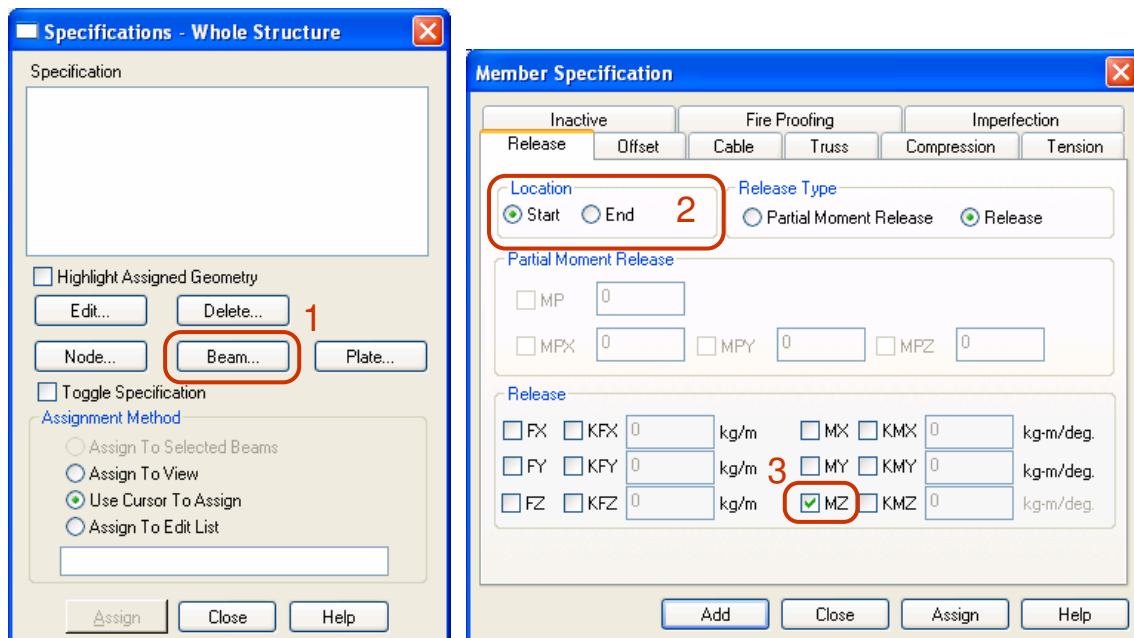 Specifications - Whole Structure
Specification
Highlight Assigned Geometry
Edit... Delete...
1
Node... Beam... Plate...
Toggle Specification
Assignment Method
Assign To Selected Beams
Assign To View
Use Cursor To Assign
Assign To Edit List
Assign Close Help
Member Specification
Inactive Fire Proofing Imperfection
Release Offset Cable Truss Compression Tension
Location Release Type
Start End 2 Partial Moment Release Release
Partial Moment Release
MP 0
MPX 0 MPY 0 MPZ 0
Release
FX KFX 0 kg/m MX KMX 0 kg-m/deg.
FY KFY 0 kg/m 3 MY KMY 0 kg-m/deg.
FZ KFZ 0 kg/m MZ KMZ 0 kg-m/deg.
Add Close Assign Help